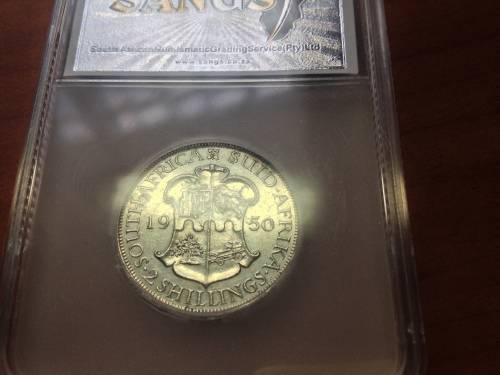 SANGS
South African Numismatic Grading Service (Pty) Ltd
www.sangs.co.za
SOUTH AFRICA SUID-AFRIKA
19 50
2 SHILLINGS